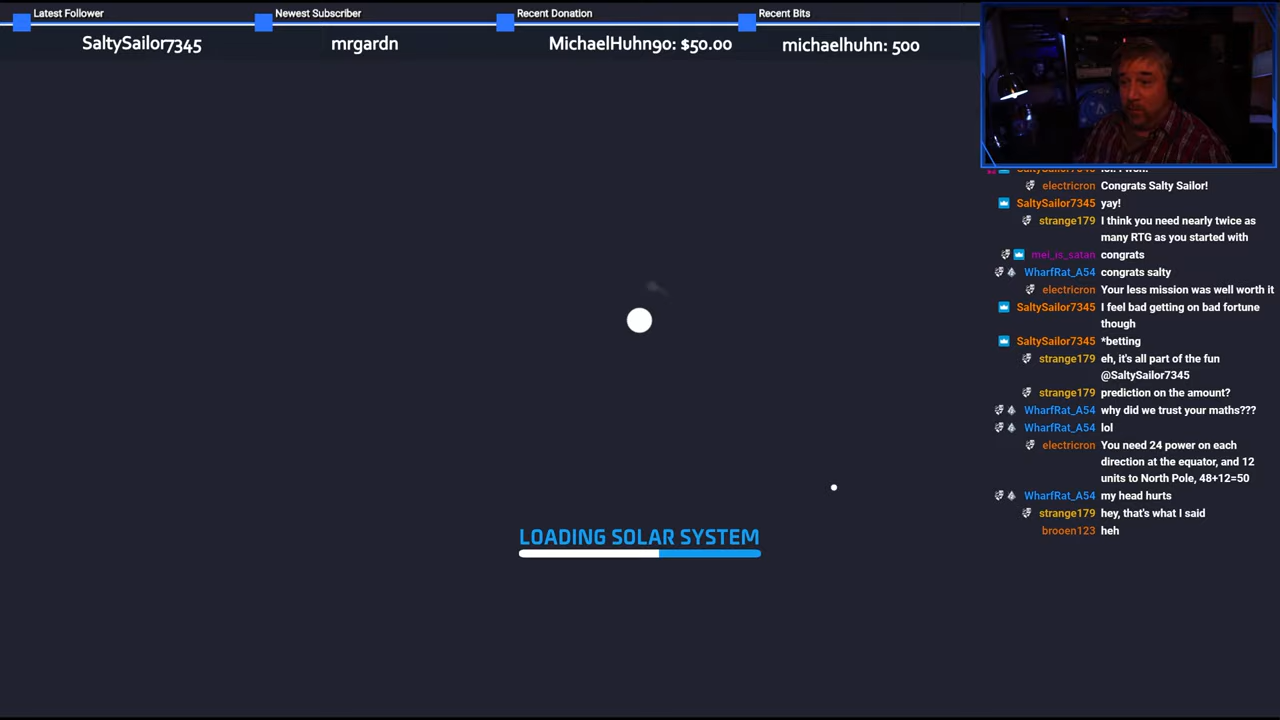 Latest Follower
SaltySailor7345
Newest Subscriber
mrgardn
Recent Donation
MichaelHuhn90: $50.00
Recent Bits
michaelhuhn: 500
electricron Congrats Salty Sailor!
SaltySailor7345 yay!
strange179 I think you need nearly twice as
many RTG as you started with
mei_is_satan congrats
WharfRat_A54 congrats salty
electricron Your less mission was well worth it
SaltySailor7345 I feel bad getting on bad fortune
though
SaltySailor7345 *betting
strange179 eh, it's all part of the fun
@SaltySailor7345
strange179 prediction on the amount?
WharfRat_A54 why did we trust your maths???
WharfRat_A54 lol
electricron You need 24 power on each
direction at the equator, and 12
units to North Pole, 48+12=50
WharfRat_A54 my head hurts
strange179 hey, that's what I said
brooen123 heh
LOADING SOLAR SYSTEM